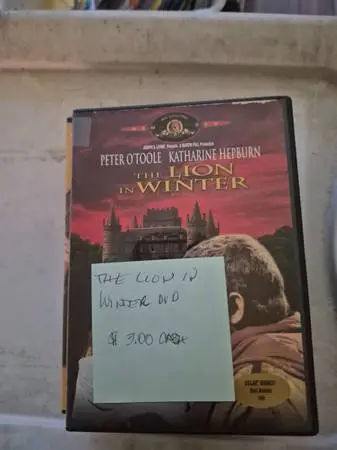 PETER O'TOOLE KATHARINE HEPBURN
THE LION
IN WINTER
THE LION IN
WINTER DVD
$ 3.00 CASH